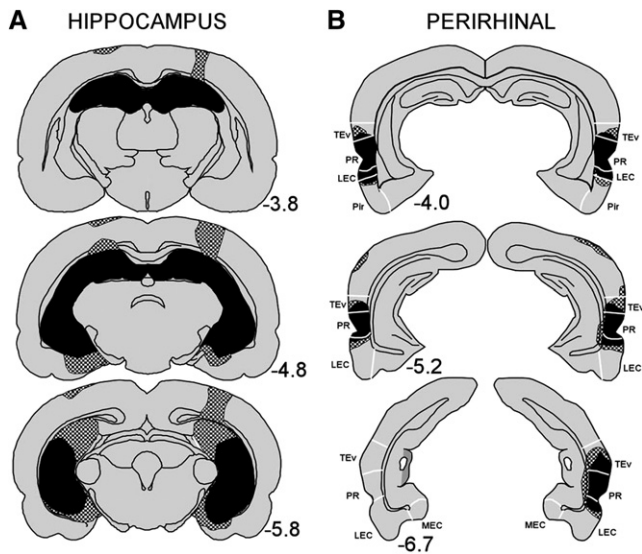 A HIPPOCAMPUS
B PERIRHINAL
-3.8
-4.8
-5.8
TEv TEv
PR PR
LEC LEC
Pir Pir
-4.0
TEv TEv
PR PR
LEC LEC
-5.2
TEv TEv
PR PR
LEC MEC MEC LEC
-6.7